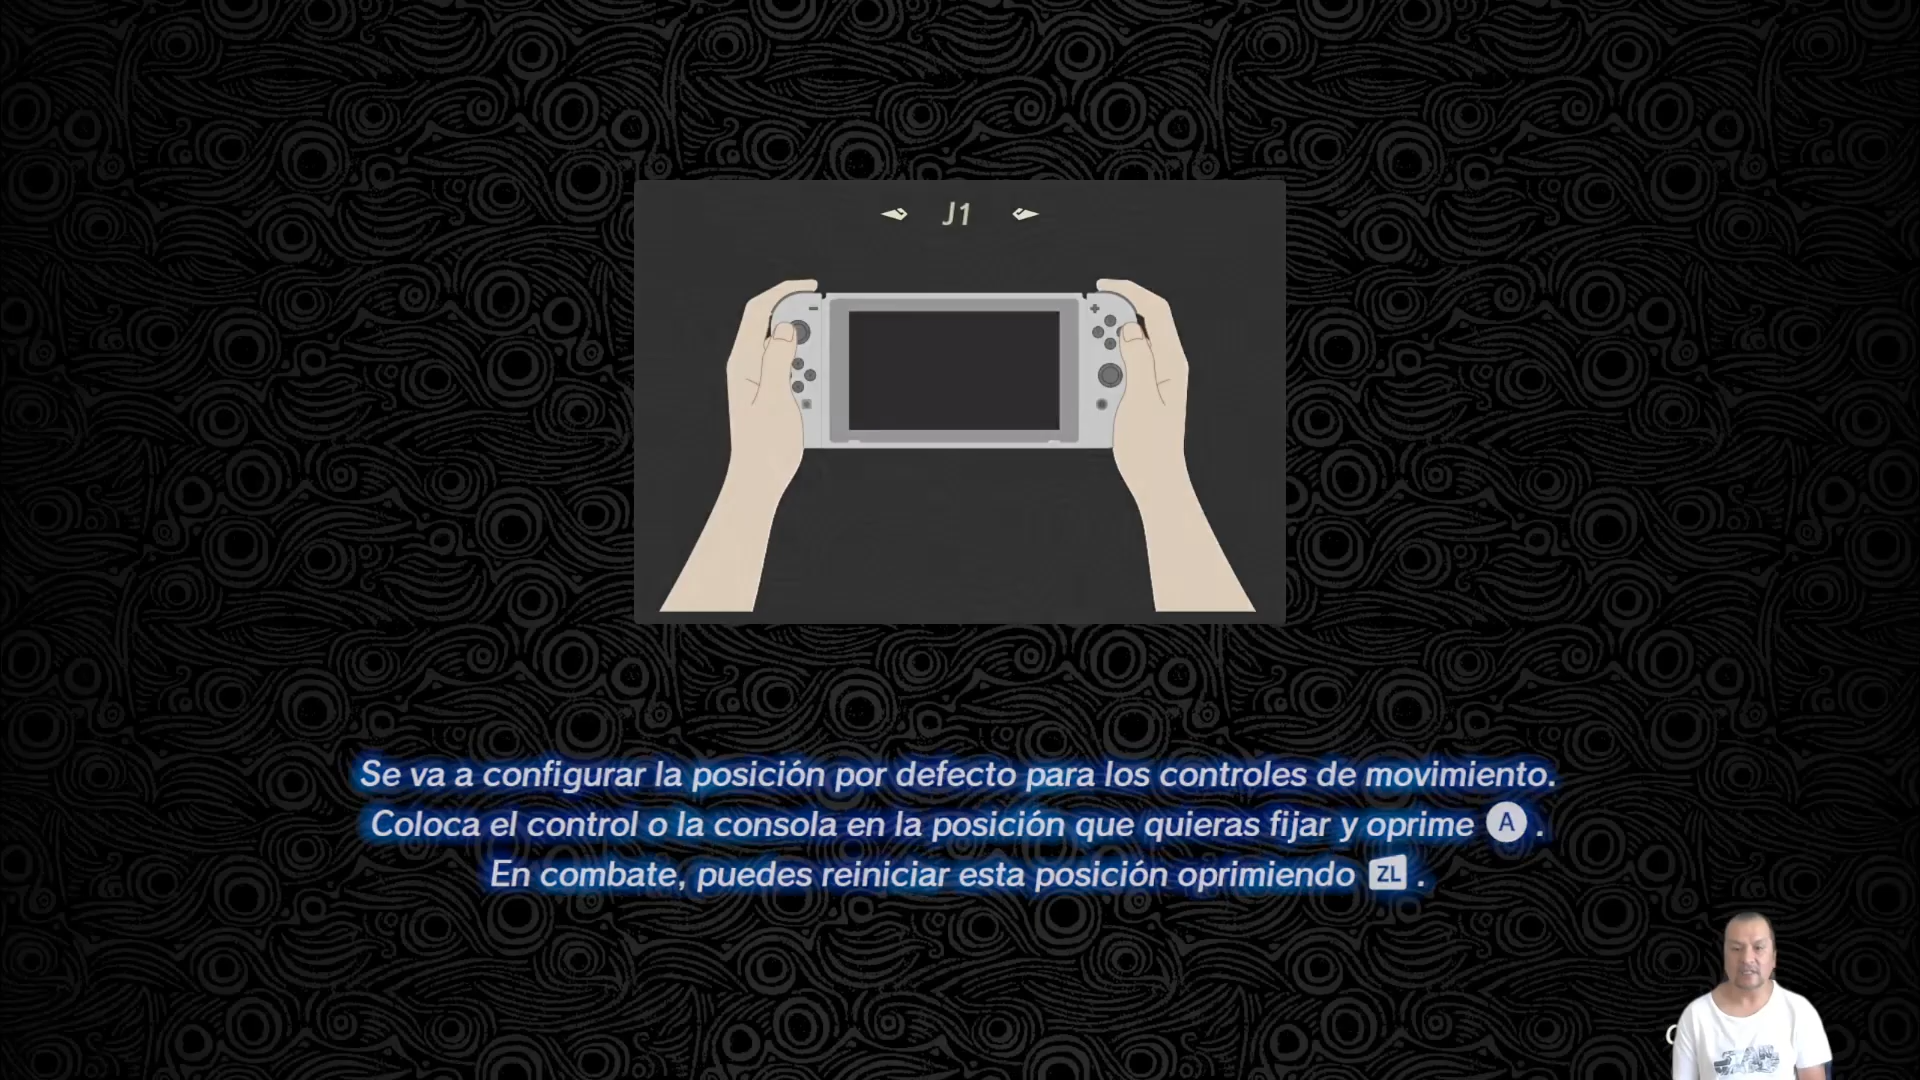 J1
Se va a configurar la posición por defecto para los controles de movimiento.
Coloca el control o la consola en la posición que quieras fijar y oprime A.
En combate, puedes reiniciar esta posición oprimiendo ZL.